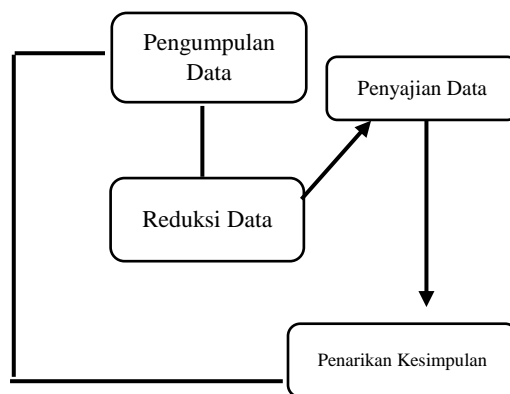 Pengumpulan
Data
Penyajian Data
Reduksi Data
Penarikan Kesimpulan